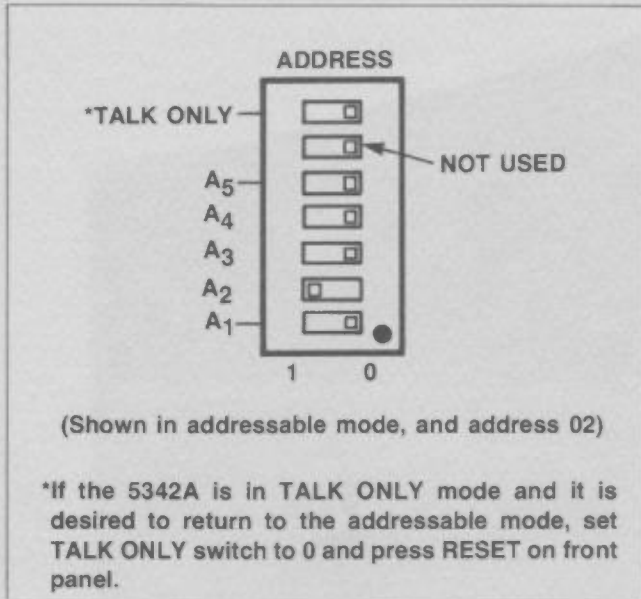 ADDRESS
*TALK ONLY
NOT USED
A5
A4
A3
A2
A1
1 0
(Shown in addressable mode, and address 02)
*If the 5342A is in TALK ONLY mode and it is
desired to return to the addressable mode, set
TALK ONLY switch to 0 and press RESET on front
panel.